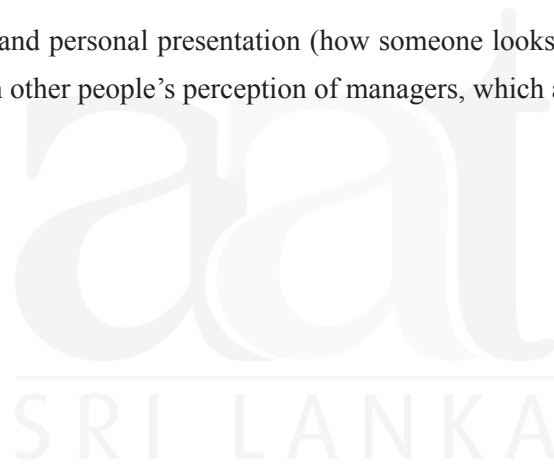 and personal presentation (how someone looks
other people’s perception of managers, which
aat
SRI LANKA